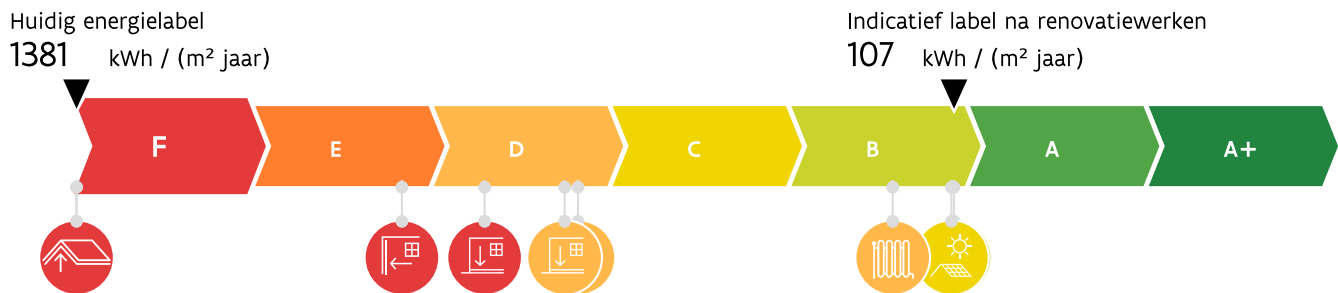 Huidig energielabel
1381 kWh / (m² jaar)
Indicatief label na renovatiewerken
107 kWh / (m² jaar)
F E D C B A A+